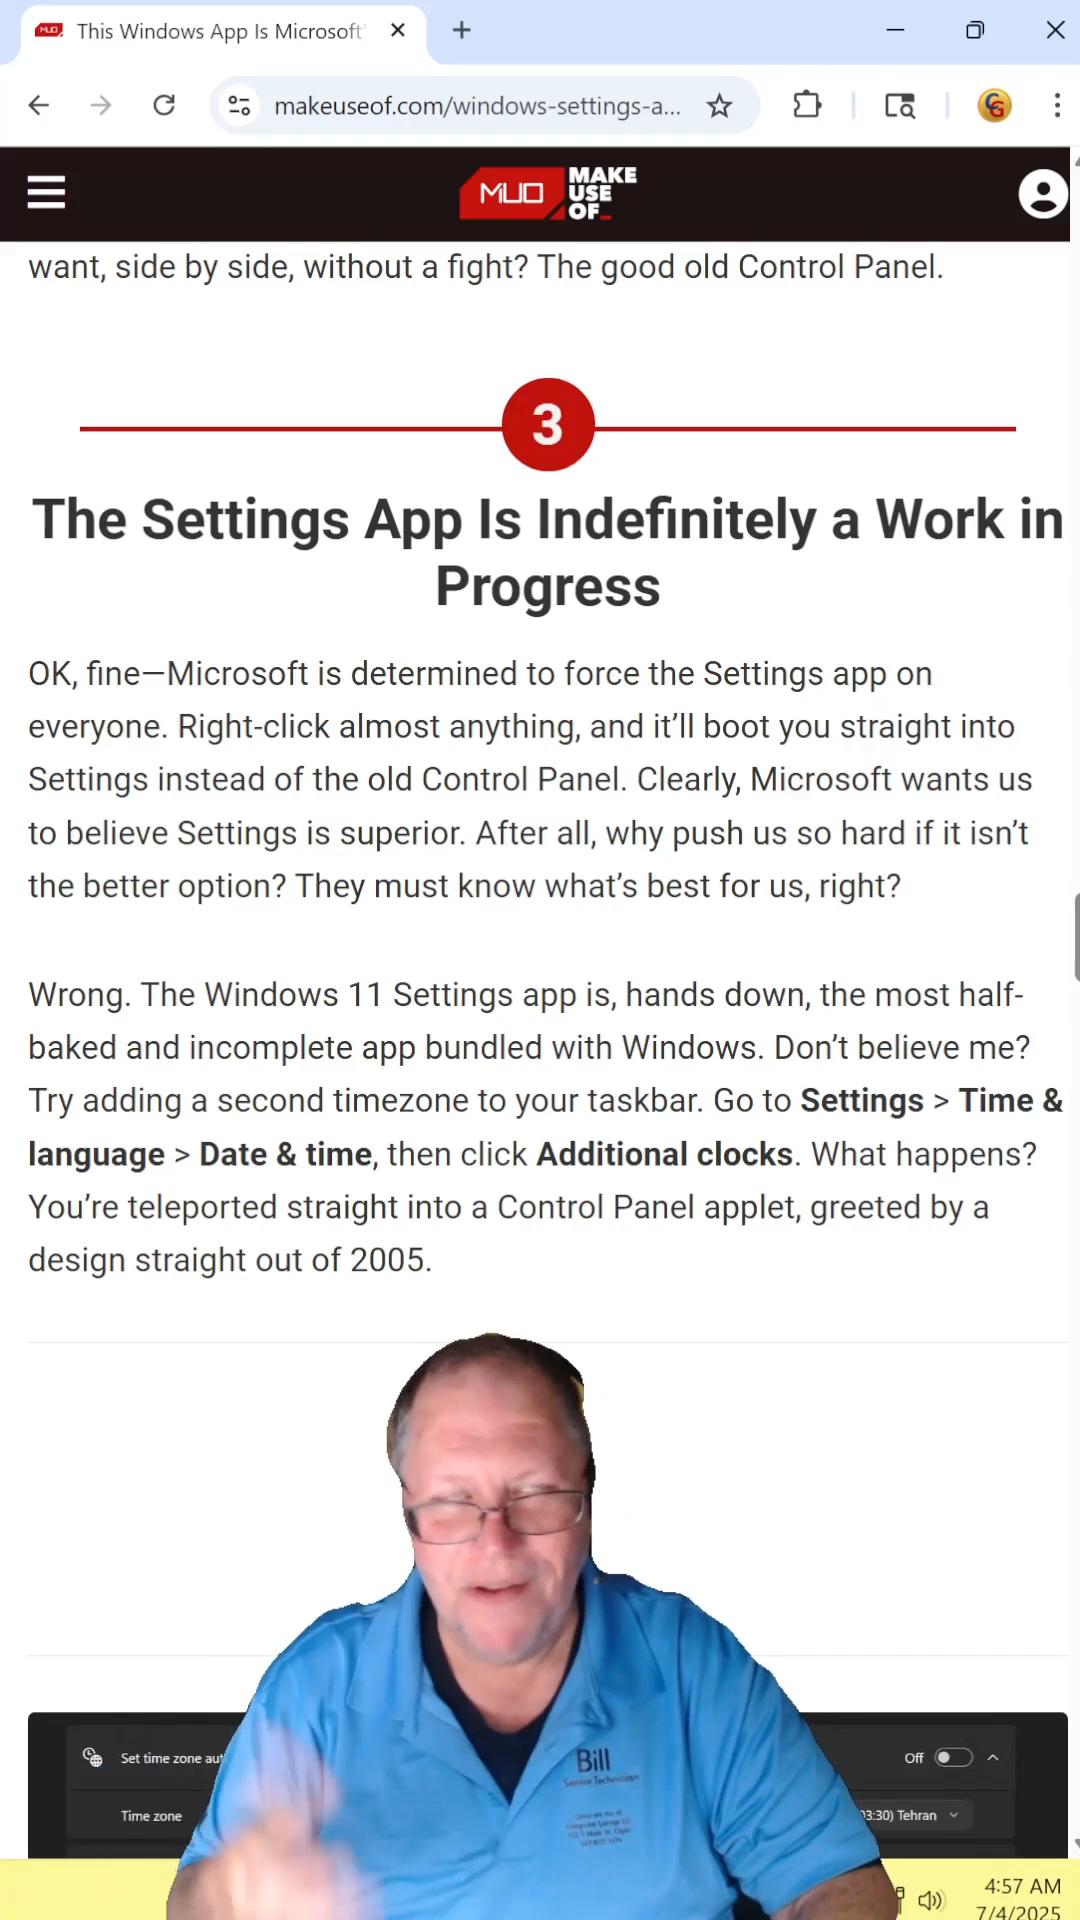 MUO This Windows App Is Microsoft'
makeuseof.com/windows-settings-a...
MUO MAKE
USE
OF_
want, side by side, without a fight? The good old Control Panel.
3
The Settings App Is Indefinitely a Work in
Progress
OK, fine—Microsoft is determined to force the Settings app on
everyone. Right-click almost anything, and it’ll boot you straight into
Settings instead of the old Control Panel. Clearly, Microsoft wants us
to believe Settings is superior. After all, why push us so hard if it isn’t
the better option? They must know what’s best for us, right?
Wrong. The Windows 11 Settings app is, hands down, the most half-
baked and incomplete app bundled with Windows. Don’t believe me?
Try adding a second timezone to your taskbar. Go to Settings > Time &
language > Date & time, then click Additional clocks. What happens?
You’re teleported straight into a Control Panel applet, greeted by a
design straight out of 2005.
Set time zone aut
Off
Time zone
03:30) Tehran
Bill
Senior Technician
4:57 AM
7/4/2025